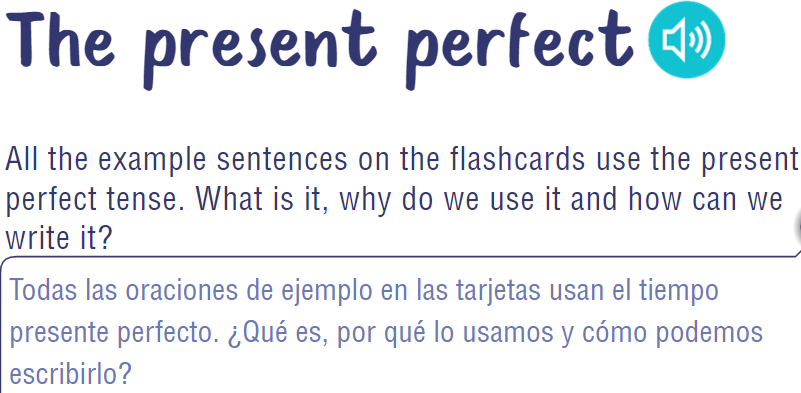 The present perfect
All the example sentences on the flashcards use the present
perfect tense. What is it, why do we use it and how can we
write it?
Todas las oraciones de ejemplo en las tarjetas usan el tiempo
presente perfecto. ¿Qué es, por qué lo usamos y cómo podemos
escribirlo?